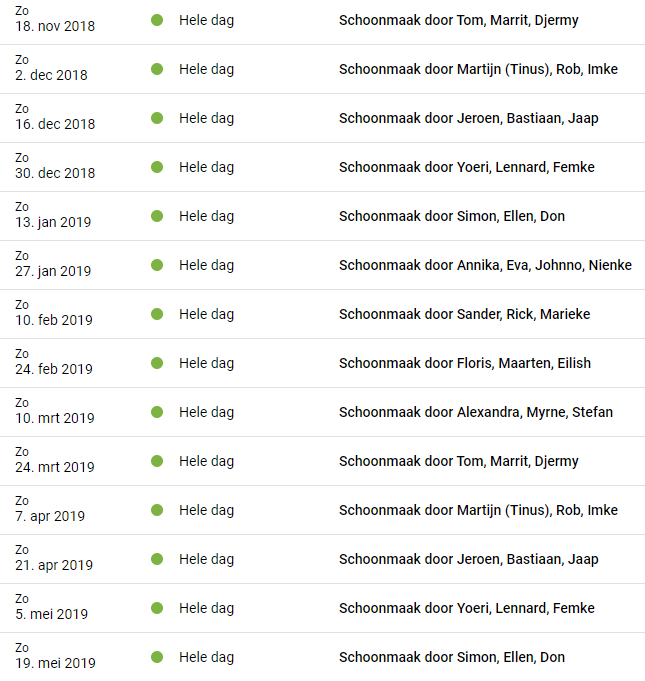 Zo
18. nov 2018 Hele dag Schoonmaak door Tom, Marrit, Djermy
Zo
2. dec 2018 Hele dag Schoonmaak door Martijn (Tinus), Rob, Imke
Zo
16. dec 2018 Hele dag Schoonmaak door Jeroen, Bastiaan, Jaap
Zo
30. dec 2018 Hele dag Schoonmaak door Yoeri, Lennard, Femke
Zo
13. jan 2019 Hele dag Schoonmaak door Simon, Ellen, Don
Zo
27. jan 2019 Hele dag Schoonmaak door Annika, Eva, Johnno, Nienke
Zo
10. feb 2019 Hele dag Schoonmaak door Sander, Rick, Marieke
Zo
24. feb 2019 Hele dag Schoonmaak door Floris, Maarten, Eilish
Zo
10. mrt 2019 Hele dag Schoonmaak door Alexandra, Myrne, Stefan
Zo
24. mrt 2019 Hele dag Schoonmaak door Tom, Marrit, Djermy
Zo
7. apr 2019 Hele dag Schoonmaak door Martijn (Tinus), Rob, Imke
Zo
21. apr 2019 Hele dag Schoonmaak door Jeroen, Bastiaan, Jaap
Zo
5. mei 2019 Hele dag Schoonmaak door Yoeri, Lennard, Femke
Zo
19. mei 2019 Hele dag Schoonmaak door Simon, Ellen, Don